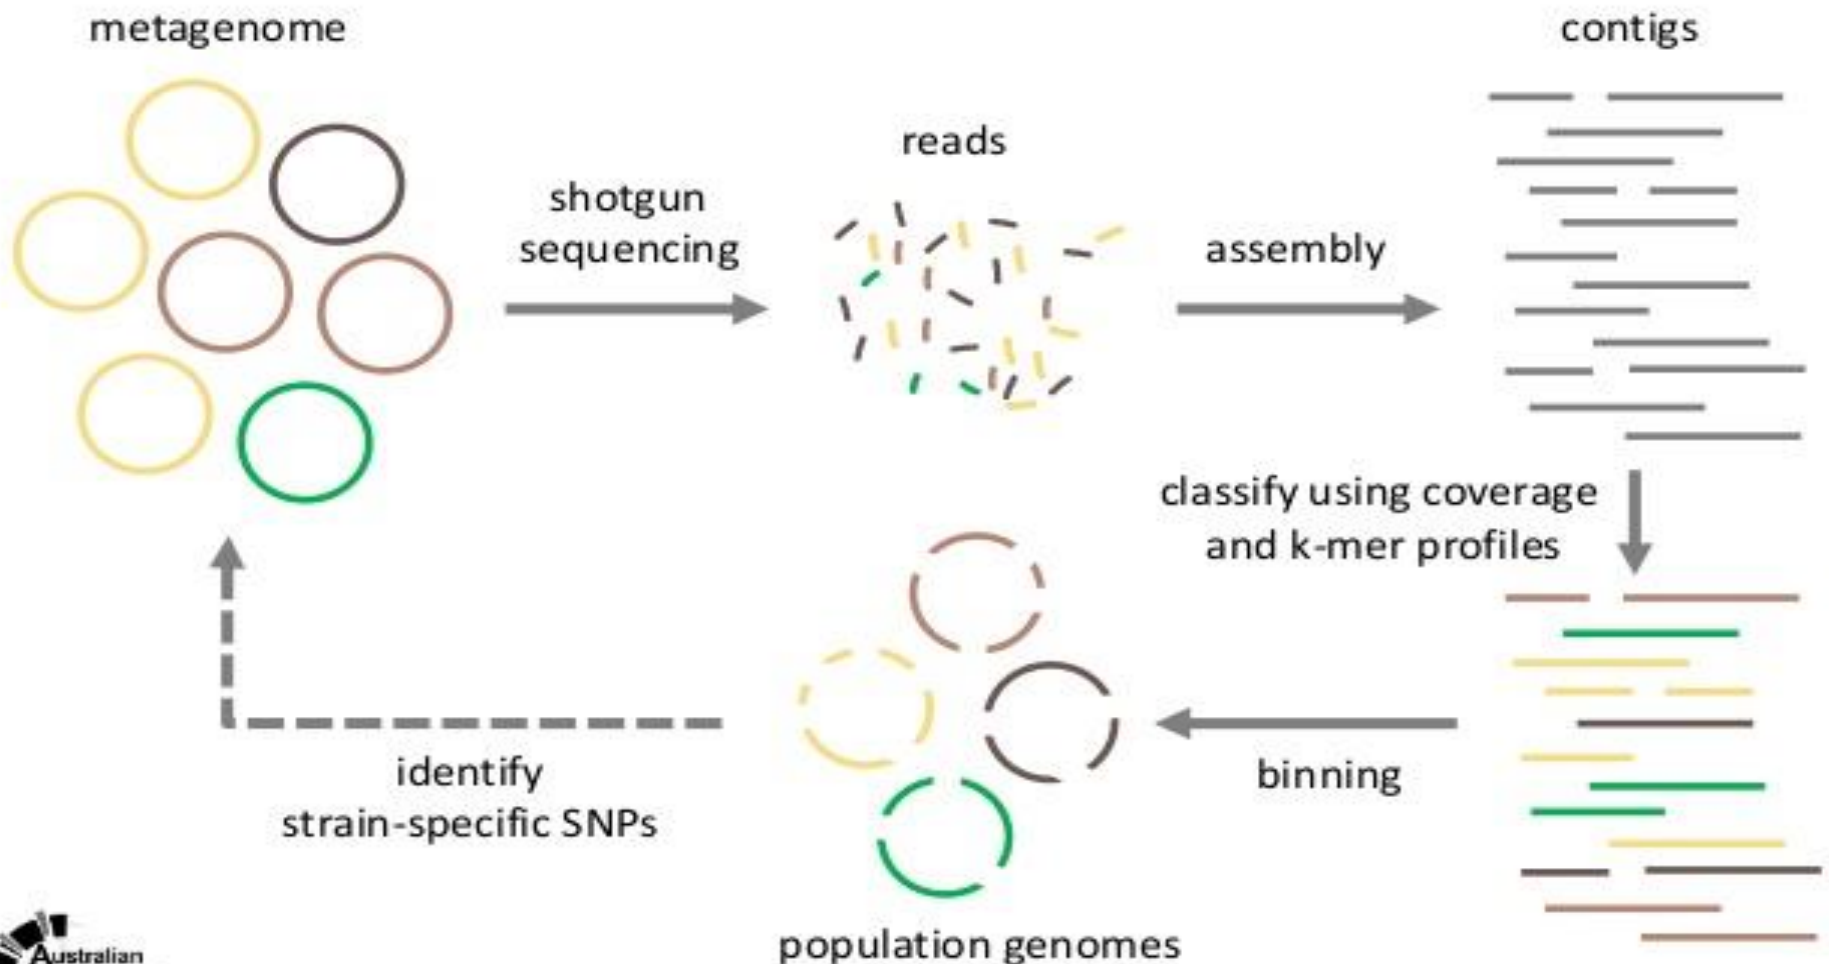 metagenome
contigs
reads
shotgun
sequencing
assembly
classify using coverage
and k-mer profiles
binning
identify
strain-specific SNPs
population genomes
Australian